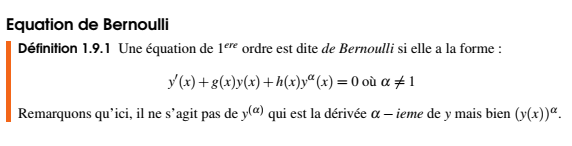 Equation de Bernoulli
Définition 1.9.1 Une équation de 1ᵉʳᵉ ordre est dite de Bernoulli si elle a la forme :
y′(x) + g(x)y(x) + h(x)yᵅ(x) = 0 où α ≠ 1
Remarquons qu'ici, il ne s'agit pas de y⁽ᵅ⁾ qui est la dérivée α − ieme de y mais bien (y(x))ᵅ.